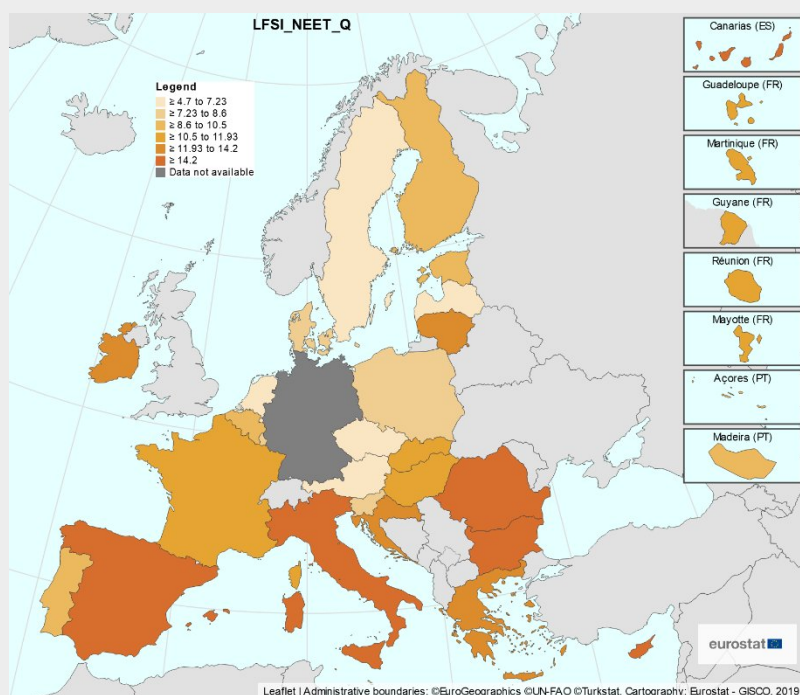 LFSI_NEET_Q
Legend
≥ 4.7 to 7.23
≥ 7.23 to 8.6
≥ 8.6 to 10.5
≥ 10.5 to 11.93
≥ 11.93 to 14.2
≥ 14.2
Data not available
Canarias (ES)
Guadeloupe (FR)
Martinique (FR)
Guyane (FR)
Réunion (FR)
Mayotte (FR)
Açores (PT)
Madeira (PT)
eurostat
Leaflet | Administrative boundaries: ©EuroGeographics ©UN-FAO ©Turkstat, Cartography: Eurostat - GISCO, 2019